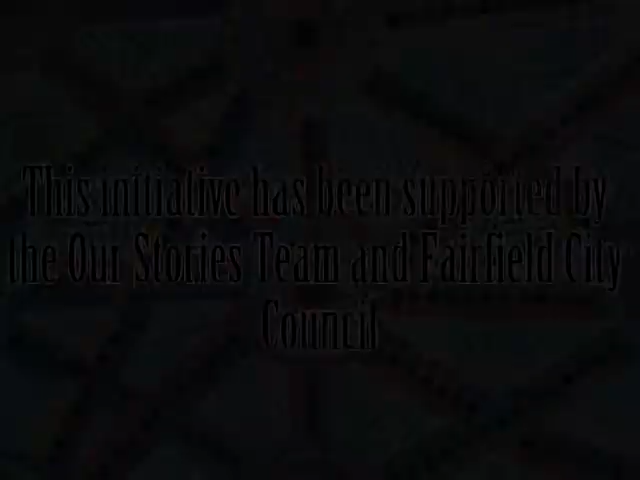 This initiative has been supported by
the Our Stories Team and Fairfield City
Council